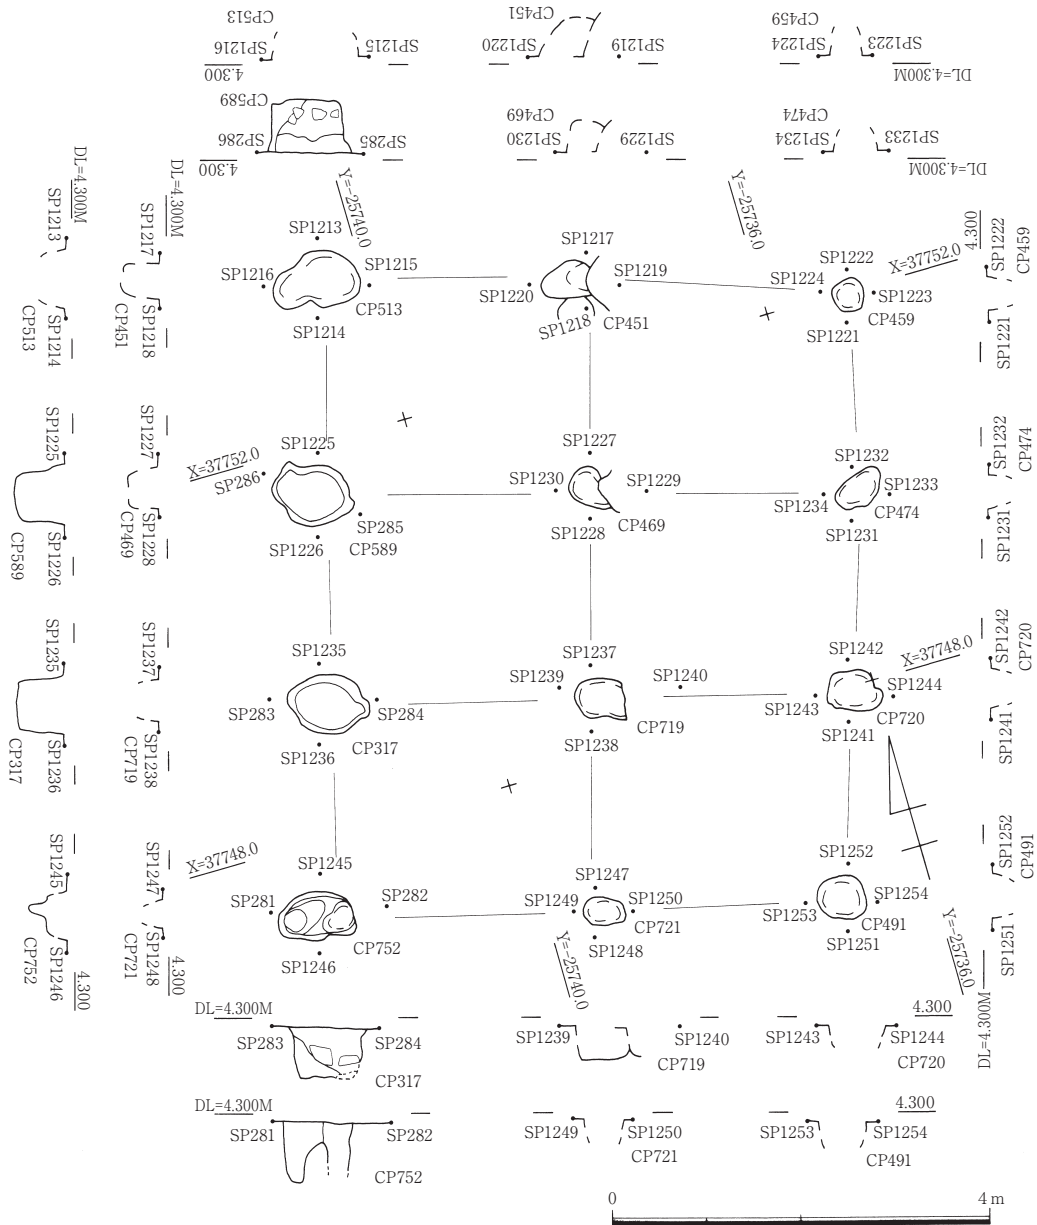 CP513
SP1216
SP1215
4.300
CP451
SP1220
SP1219
CP459
SP1224
SP1223
DL=4.300M
CP589
SP286
SP285
4.300
CP469
SP1230
SP1229
CP474
SP1234
SP1233
DL=4.300M
DL=4.300M
SP1213
SP1214
CP513
SP1225
SP1226
CP589
SP1235
SP1236
CP317
SP1245
SP1246
CP752
4.300
DL=4.300M
SP1217
SP1218
CP451
SP1227
SP1228
CP469
SP1237
SP1238
CP719
SP1247
SP1248
CP721
4.300
Y=-25740.0
Y=-25736.0
SP1213
SP1216
SP1215
CP513
SP1214
SP1217
SP1220
SP1219
SP1218
CP451
SP1222
SP1224
SP1223
CP459
SP1221
X=37752.0
X=37752.0
SP1225
SP286
SP285
SP1226
CP589
SP1227
SP1230
SP1229
SP1228
CP469
SP1232
SP1234
SP1233
CP474
SP1231
SP1235
SP283
SP284
SP1236
CP317
SP1237
SP1239
SP1240
SP1238
CP719
SP1242
SP1243
SP1244
CP720
SP1241
X=37748.0
X=37748.0
SP1245
SP281
SP282
SP1246
CP752
SP1247
SP1249
SP1250
CP721
SP1248
SP1252
SP1253
SP1254
CP491
SP1251
Y=-25740.0
Y=-25736.0
4.300
SP1222
CP459
SP1221
SP1232
CP474
SP1231
SP1242
CP720
SP1241
SP1252
CP491
SP1251
DL=4.300M
DL=4.300M
SP283
SP284
CP317
SP1239
SP1240
CP719
4.300
SP1243
SP1244
CP720
DL=4.300M
SP281
SP282
CP752
SP1249
SP1250
CP721
4.300
SP1253
SP1254
CP491
0
4 m